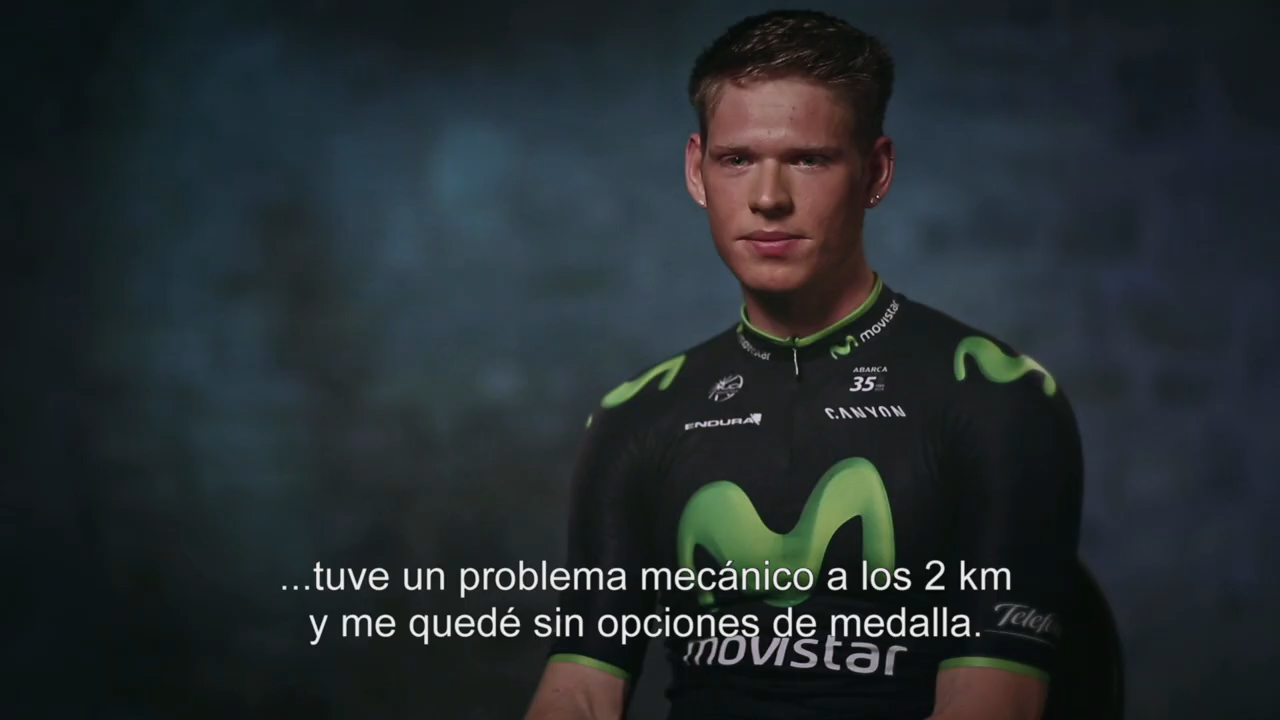 movistar
movistar
ABARCA
35
ENDURA
CANYON
...tuve un problema mecánico a los 2 km
y me quedé sin opciones de medalla.
movistar